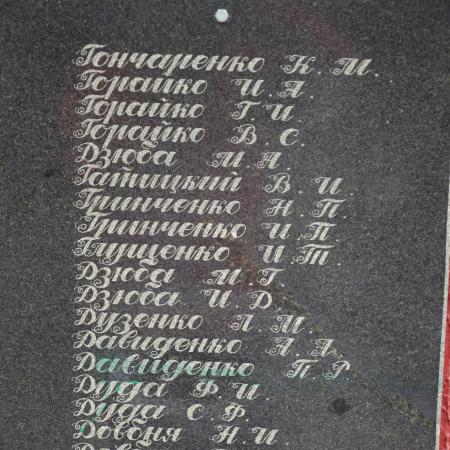 Гончаренко К. М.
Горайко И. А
Горайко Г. И
Горайко В. С.
Дзюба М. А
Гатицкий В. И.
Гринченко Н. П.
Гринченко И. П
Глущенко И. Т.
Дзюба М. Г
Дзюба И. Д.
Дузенко Л. М.
Давиденко А. А.
Давиденко П. Р
Дуда Ф. И.
Дуда С. Ф.
Довбня Н. И